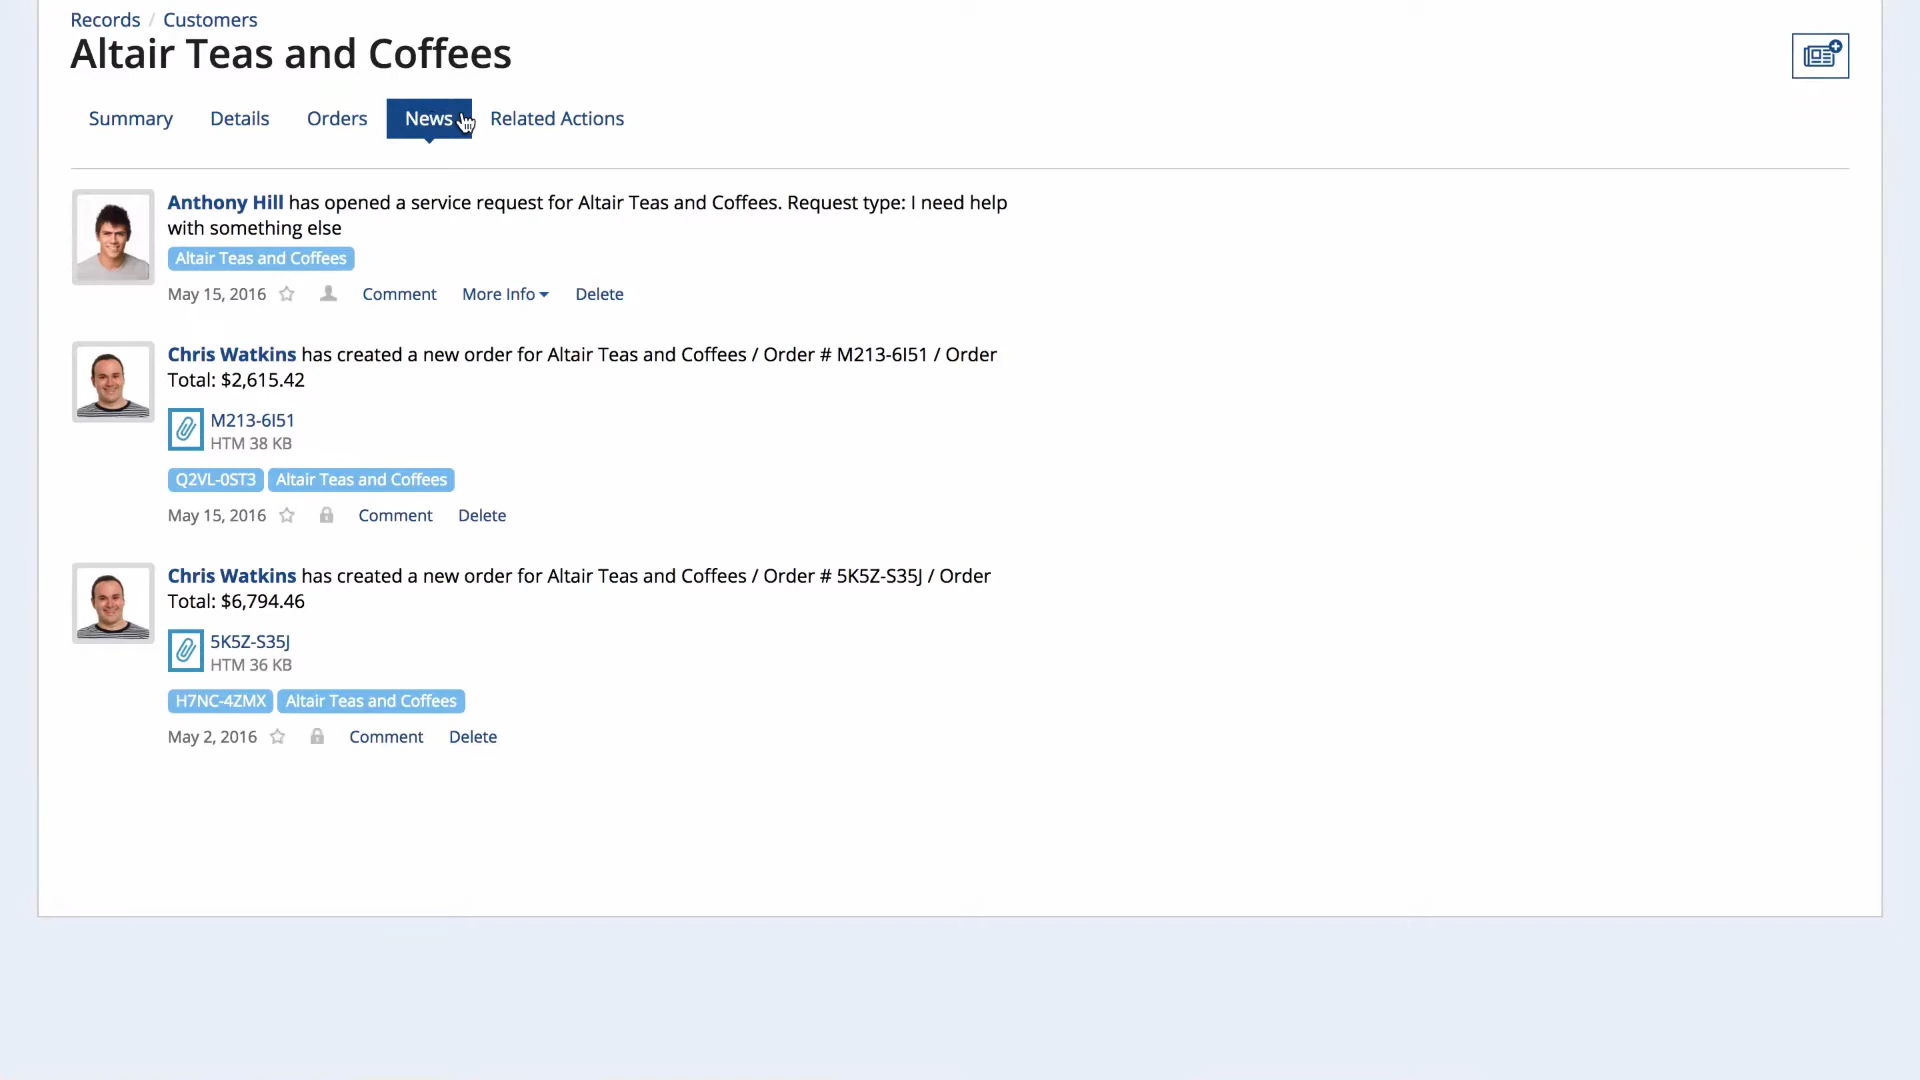 Records / Customers
Altair Teas and Coffees
Summary Details Orders News Related Actions
Anthony Hill has opened a service request for Altair Teas and Coffees. Request type: I need help
with something else
Altair Teas and Coffees
May 15, 2016 Comment More Info Delete
Chris Watkins has created a new order for Altair Teas and Coffees / Order # M213-6I51 / Order
Total: $2,615.42
M213-6I51
HTM 38 KB
Q2VL-0ST3 Altair Teas and Coffees
May 15, 2016 Comment Delete
Chris Watkins has created a new order for Altair Teas and Coffees / Order # 5K5Z-S35J / Order
Total: $6,794.46
5K5Z-S35J
HTM 36 KB
H7NC-4ZMX Altair Teas and Coffees
May 2, 2016 Comment Delete